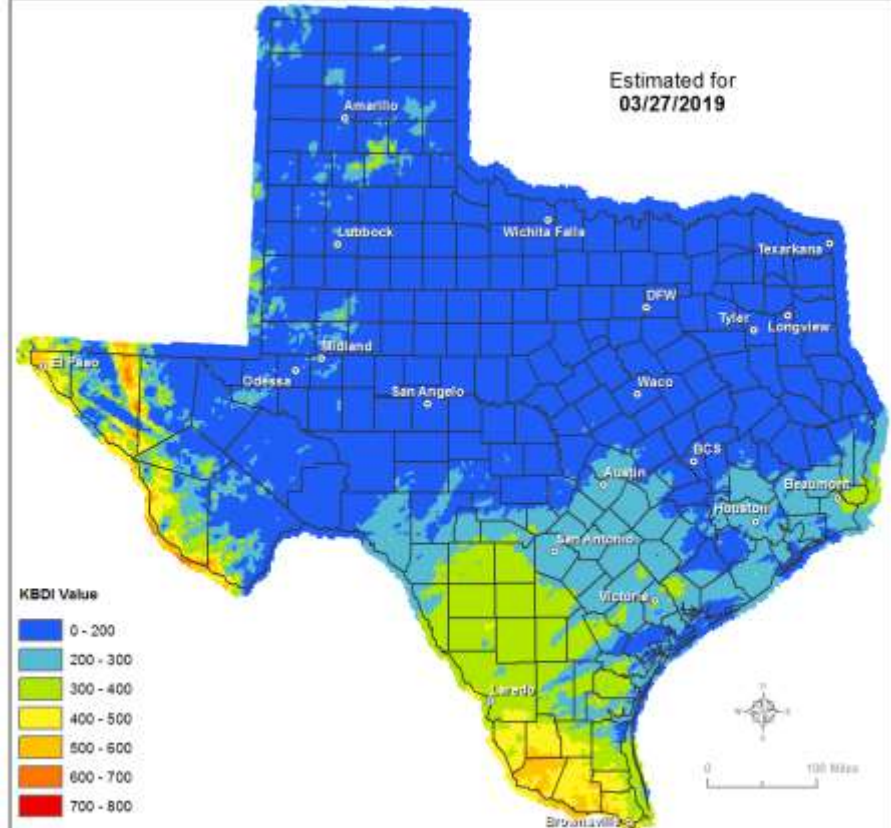 Estimated for
03/27/2019
Amarillo
Lubbock
Wichita Falls
Texarkana
DFW
Tyler
Longview
Midland
El Paso
Odessa
San Angelo
Waco
BCS
Austin
Beaumont
Houston
San Antonio
Victoria
Laredo
Brownsville
KBDI Value
0 - 200
200 - 300
300 - 400
400 - 500
500 - 600
600 - 700
700 - 800
0 100 Miles